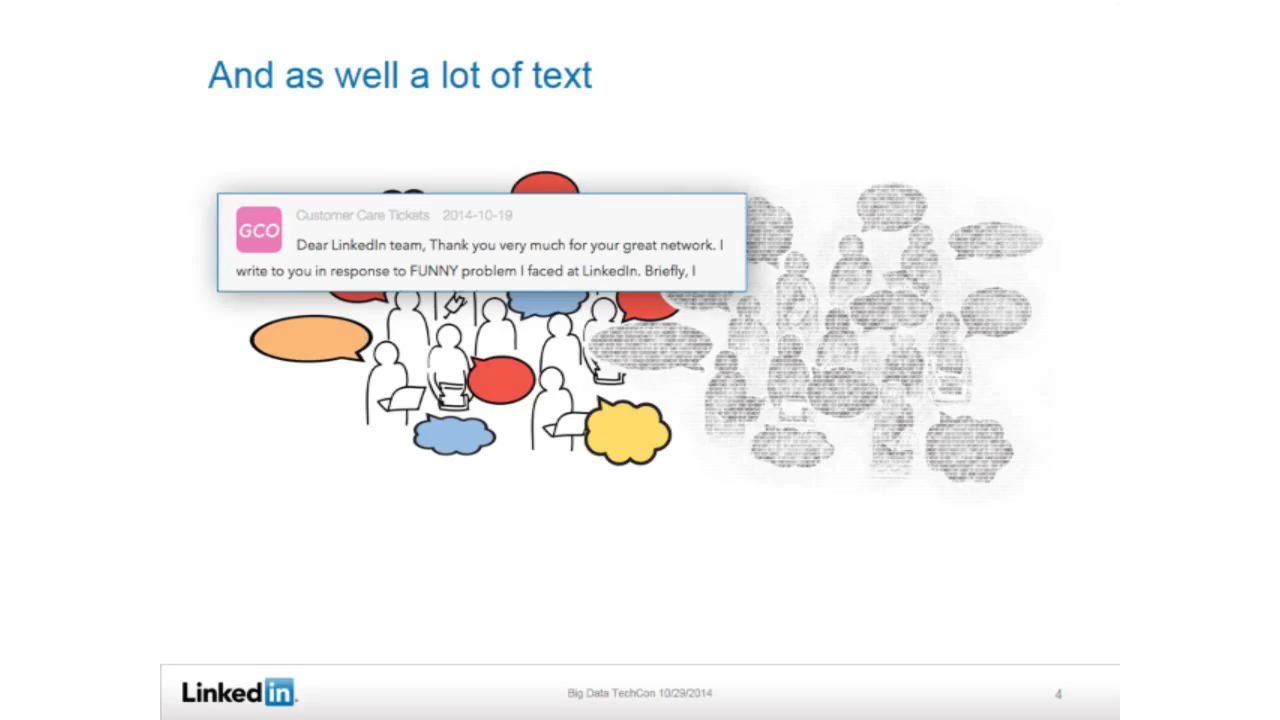 And as well a lot of text
GCO
Customer Care Tickets 2014-10-19
Dear LinkedIn team, Thank you very much for your great network. I
write to you in response to FUNNY problem I faced at LinkedIn. Briefly, I
Linked in
Big Data TechCon 10/29/2014
4